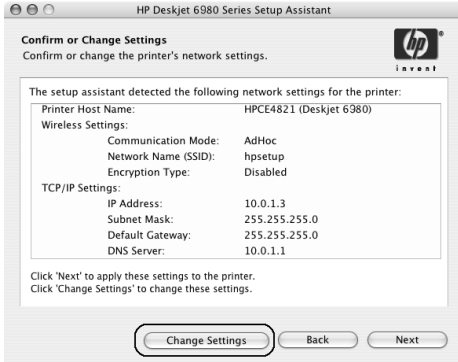 HP Deskjet 6980 Series Setup Assistant
Confirm or Change Settings
Confirm or change the printer's network settings.
hp
invent
The setup assistant detected the following network settings for the printer:
Printer Host Name: HPCE4821 (Deskjet 6980)
Wireless Settings:
Communication Mode: AdHoc
Network Name (SSID): hpsetup
Encryption Type: Disabled
TCP/IP Settings:
IP Address: 10.0.1.3
Subnet Mask: 255.255.255.0
Default Gateway: 255.255.255.0
DNS Server: 10.0.1.1
Click 'Next' to apply these settings to the printer.
Click 'Change Settings' to change these settings.
Change Settings Back Next